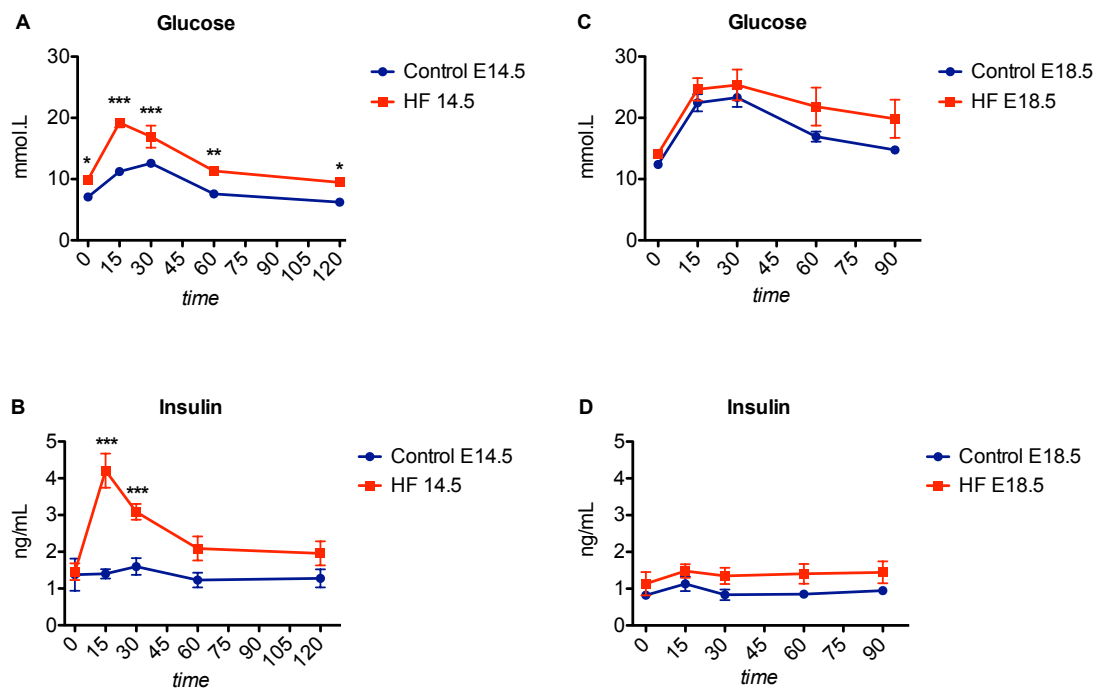 A
Glucose
30
20
10
0
mmol.L
*
***
***
**
*
0 15 30 45 60 75 90 105 120
time
Control E14.5
HF 14.5
C
Glucose
30
20
10
0
mmol.L
0 15 30 45 60 75 90
time
Control E18.5
HF E18.5
B
Insulin
5
4
3
2
1
0
ng/mL
***
***
0 15 30 45 60 75 90 105 120
time
Control E14.5
HF 14.5
D
Insulin
5
4
3
2
1
0
ng/mL
0 15 30 45 60 75 90
time
Control E18.5
HF E18.5